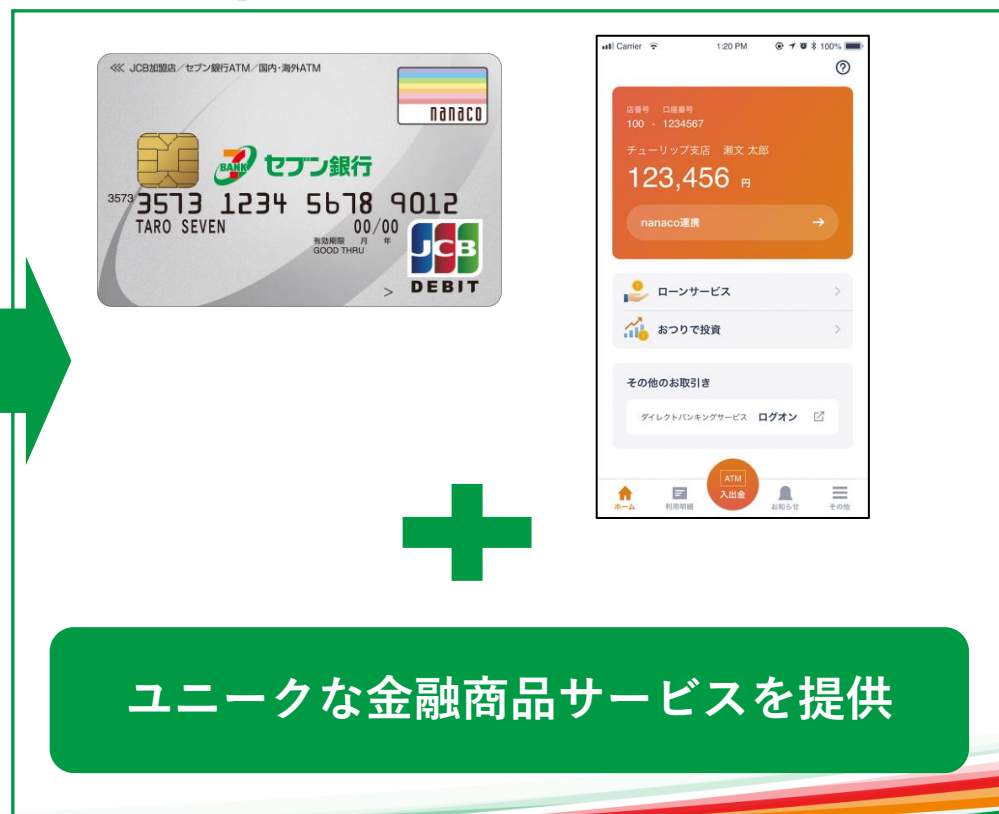 ≪ JCB加盟店／セブン銀行ATM／国内・海外ATM
nanaco
7
BANK
セブン銀行
3573
3573 1234 5678 9012
TARO SEVEN
00/00
有効期限 月 年
GOOD THRU
JCB
DEBIT
>
Carrier
1:20 PM
100%
?
店番号 口座番号
100 - 1234567
チューリップ支店 瀬文 太郎
123,456 円
nanaco連携 →
ローンサービス >
おつりで投資 >
その他のお取引き
ダイレクトバンキングサービス ログオン
ATM
入出金
ホーム
利用明細
お知らせ
その他
ユニークな金融商品サービスを提供